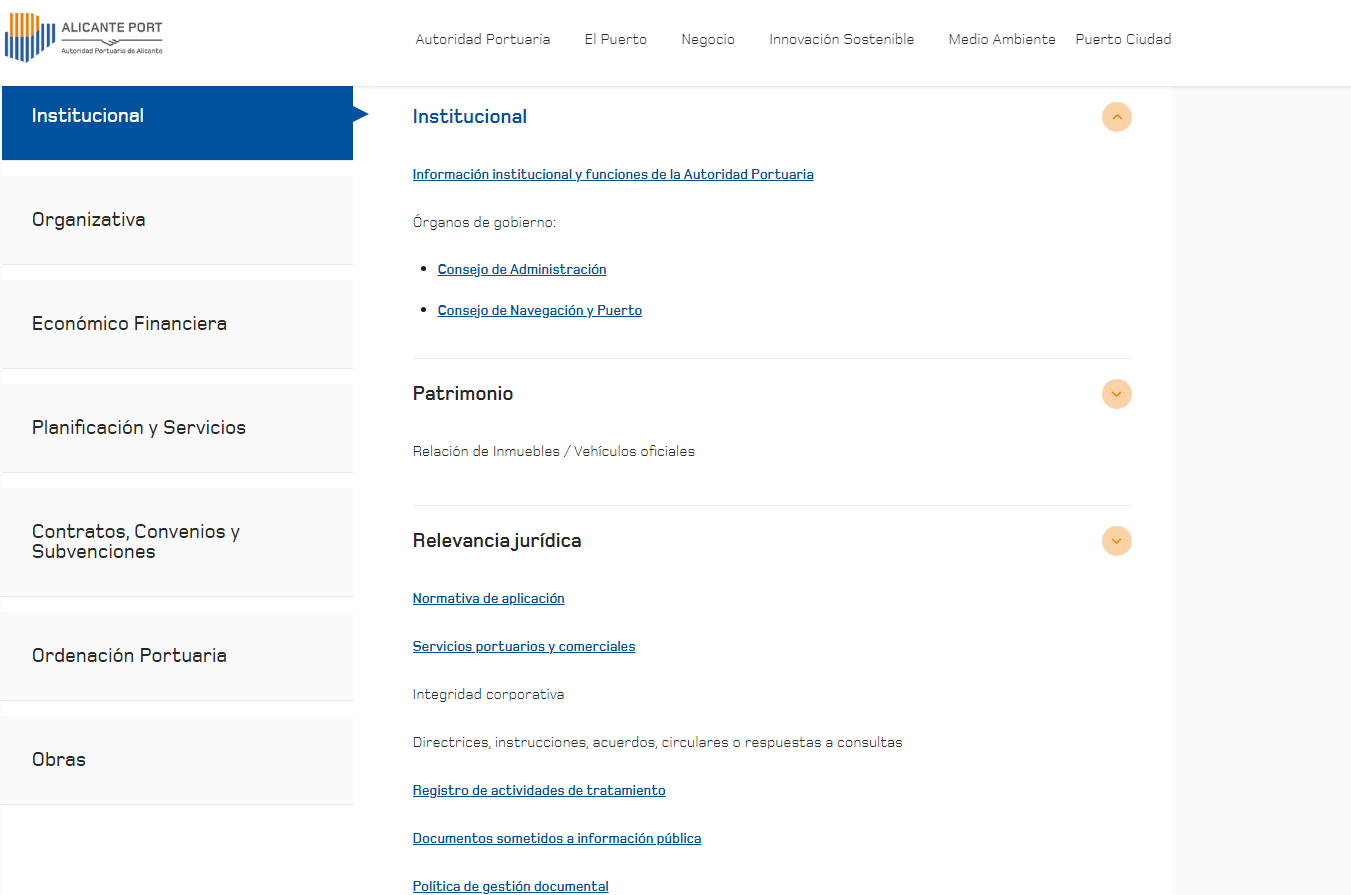 ALICANTE PORT
Autoridad Portuaria de Alicante
Autoridad Portuaria
El Puerto
Negocio
Innovación Sostenible
Medio Ambiente
Puerto Ciudad
Institucional
Organizativa
Económico Financiera
Planificación y Servicios
Contratos, Convenios y
Subvenciones
Ordenación Portuaria
Obras
Institucional
Información institucional y funciones de la Autoridad Portuaria
Órganos de gobierno:
Consejo de Administración
Consejo de Navegación y Puerto
Patrimonio
Relación de Inmuebles / Vehículos oficiales
Relevancia jurídica
Normativa de aplicación
Servicios portuarios y comerciales
Integridad corporativa
Directrices, instrucciones, acuerdos, circulares o respuestas a consultas
Registro de actividades de tratamiento
Documentos sometidos a información pública
Política de gestión documental